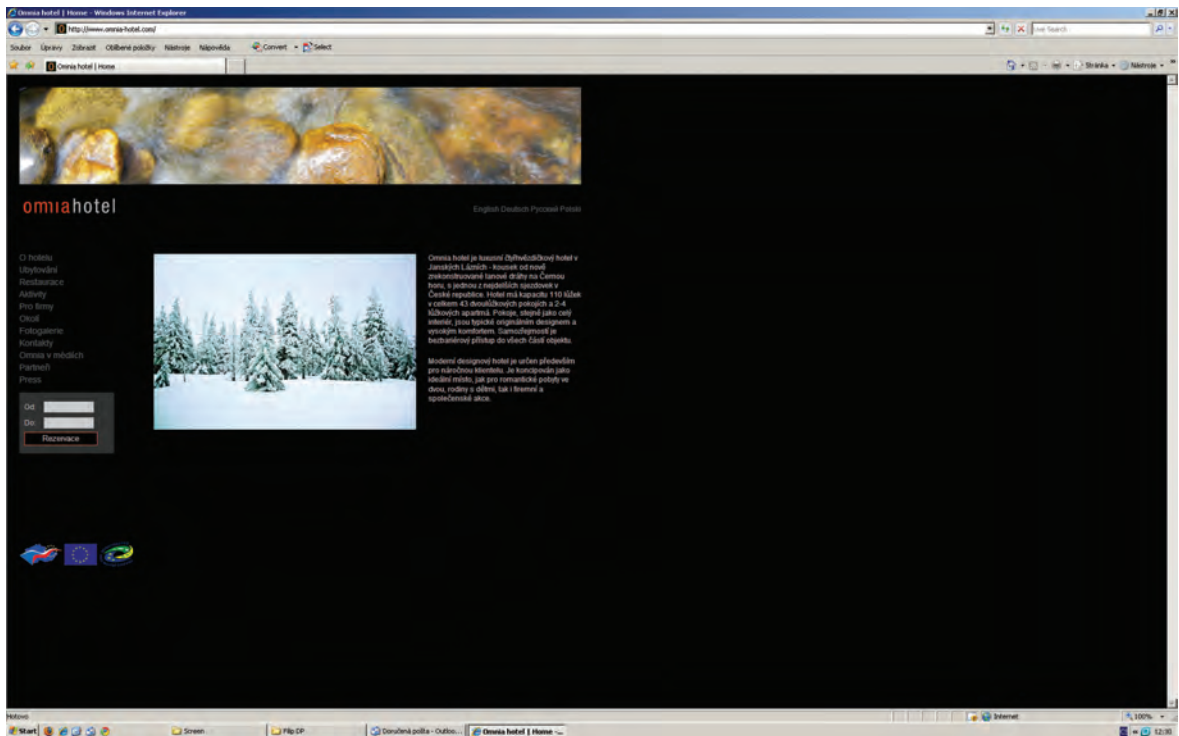 Omnia hotel | Home - Windows Internet Explorer
http://www.omnia-hotel.com/
Live Search
Soubor Úpravy Zobrazit Oblíbené položky Nástroje Nápověda Convert Select
Omnia hotel | Home
Stránka Nástroje
omniahotel
English Deutsch Русский Polski
O hotelu
Ubytování
Restaurace
Aktivity
Pro firmy
Okolí
Fotogalerie
Kontakty
Omnia v médiích
Partneři
Press
Od:
Do:
Rezervace
Omnia hotel je luxusní čtyřhvězdičkový hotel v
Janských Lázních - kousek od nově
zrekonstruované lanové dráhy na Černou
horu, s jednou z nejdelších sjezdovek v
České republice. Hotel má kapacitu 110 lůžek
v celkem 43 dvoulůžkových pokojích a 2-4
lůžkových apartmá. Pokoje, stejně jako celý
interiér, jsou typické originálním designem a
vysokým komfortem. Samozřejmostí je
bezbariérový přístup do všech částí objektu.
Moderní designový hotel je určen především
pro náročnou klientelu. Je koncipován jako
ideální místo, jak pro romantické pobyty ve
dvou, rodiny s dětmi, tak i firemní a
společenské akce.
Hotovo
Internet
100%
Start
Screen
Filip DP
Doručená pošta - Outloo...
Omnia hotel | Home -...
12:30